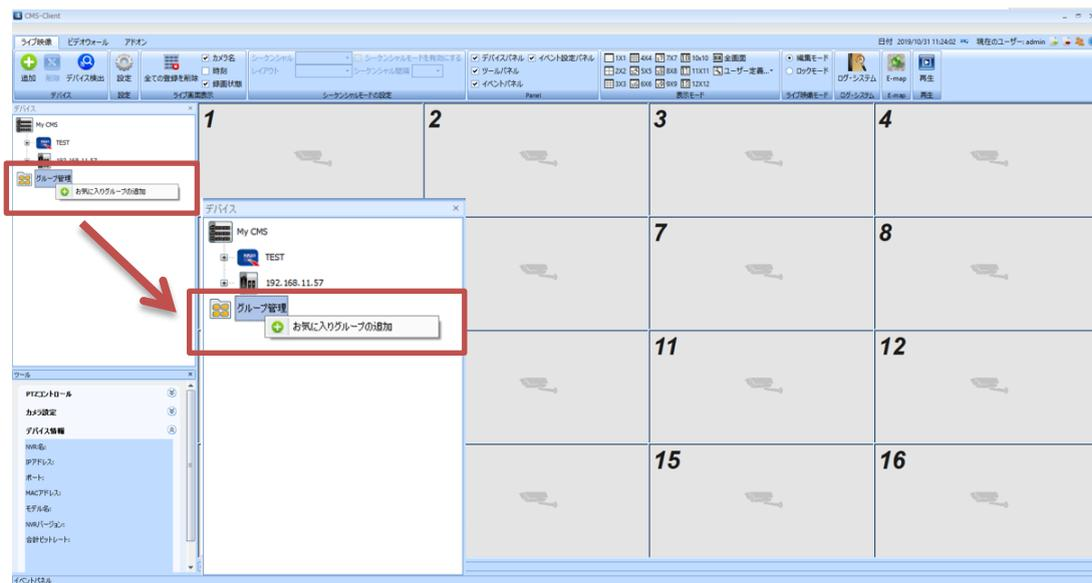 CMS-Client
ライブ映像 ビデオウォール アドオン
日付 2019/10/31 11:24:02 現在のユーザー: admin
追加 削除 デバイス検出
デバイス
設定
設定
全ての登録を削除
カメラ名
時刻
録画状態
ライブ画面表示
シーケンシャル シーケンシャルモードを有効にする
レイアウト シーケンシャル間隔
シーケンシャルモードの設定
デバイスパネル イベント設定パネル
ツールパネル
イベントパネル
Panel
1X1 4X4 7X7 10x10 全画面
2X2 5X5 8X8 11X11 ユーザー定義...
3X3 6X6 9X9 12X12
表示モード
編集モード
ロックモード
ライブ映像モード
ログ・システム
ログ・システム
E-map
E-map
再生
再生
デバイス
My CMS
TEST
192.168.11.57
グループ管理
お気に入りグループの追加
1 2 3 4
デバイス
My CMS
TEST
192.168.11.57
グループ管理
お気に入りグループの追加
7 8
11 12
15 16
ツール
PTZコントロール
カメラ設定
デバイス情報
NVR名:
IPアドレス:
ポート:
MACアドレス:
モデル名:
NVRバージョン:
合計ビットレート:
イベントパネル